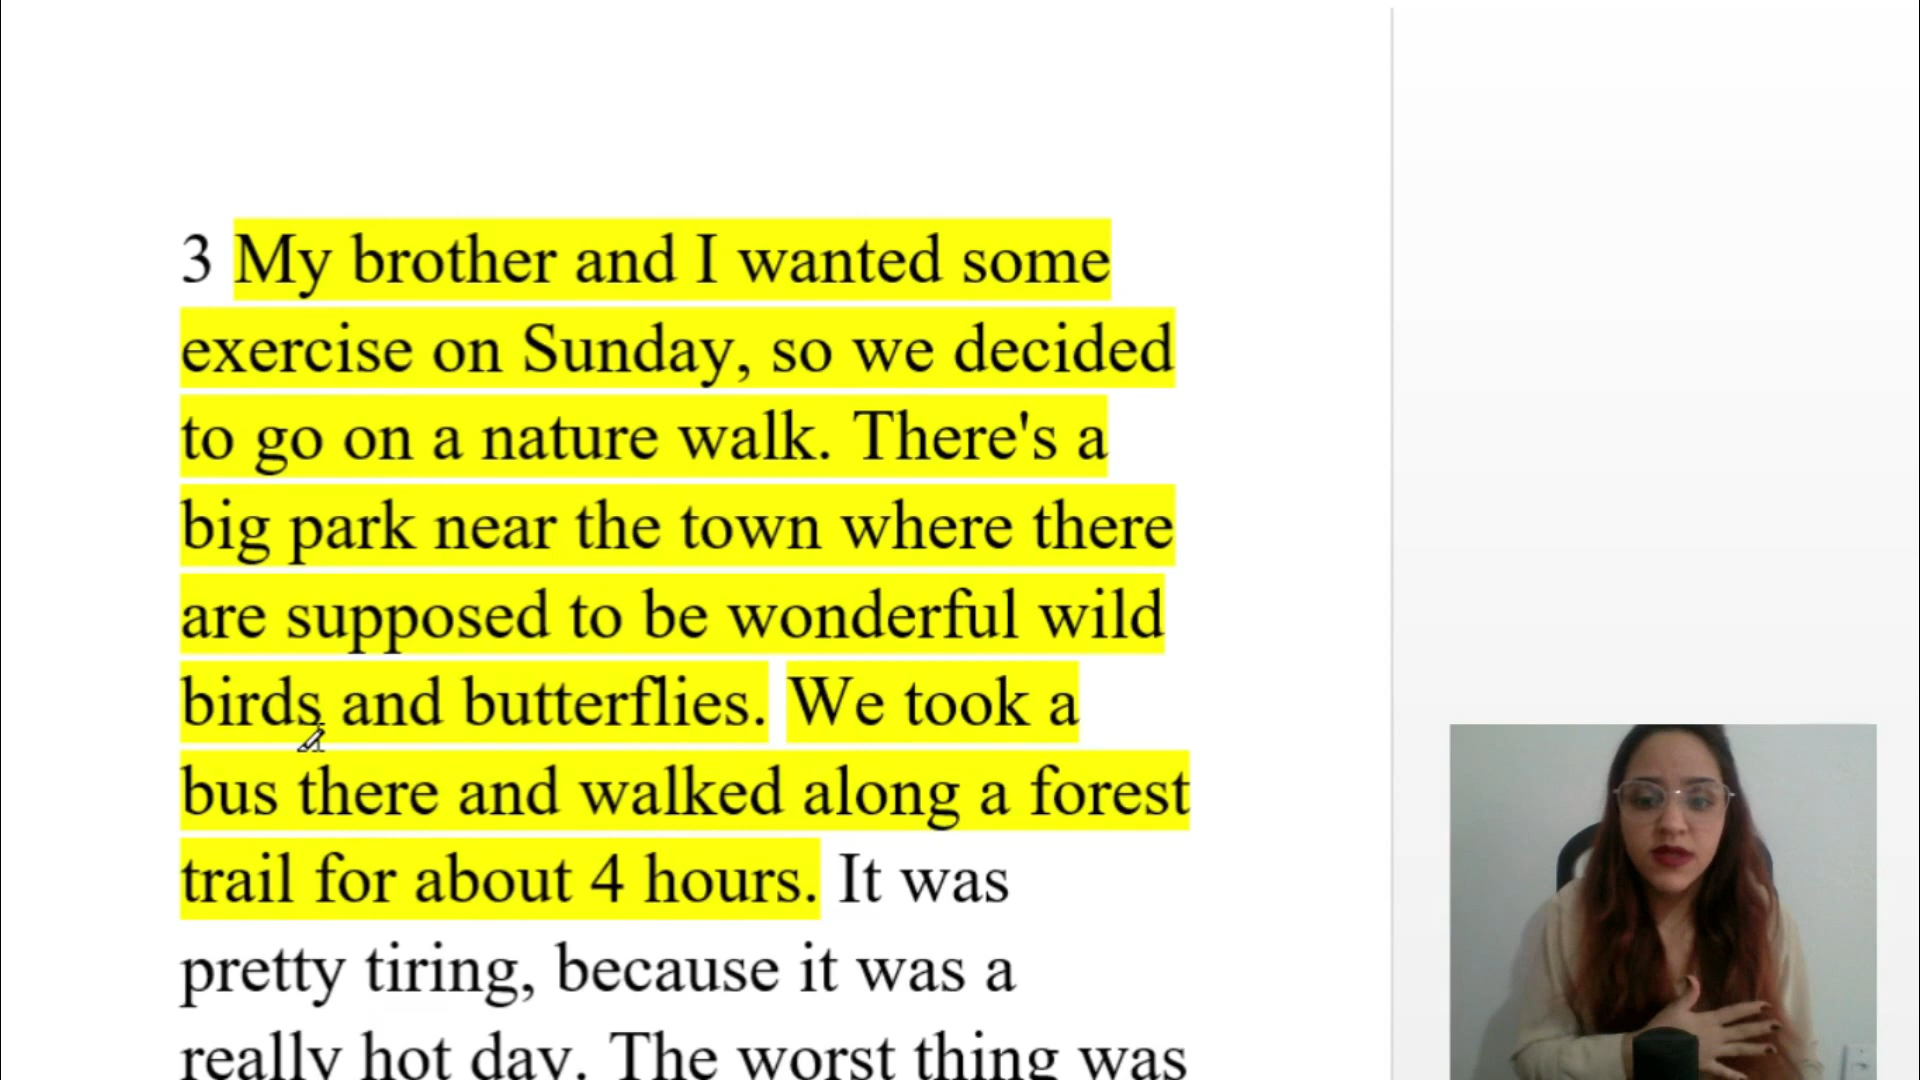 3 My brother and I wanted some
exercise on Sunday, so we decided
to go on a nature walk. There's a
big park near the town where there
are supposed to be wonderful wild
birds and butterflies. We took a
bus there and walked along a forest
trail for about 4 hours. It was
pretty tiring, because it was a
really hot day. The worst thing was